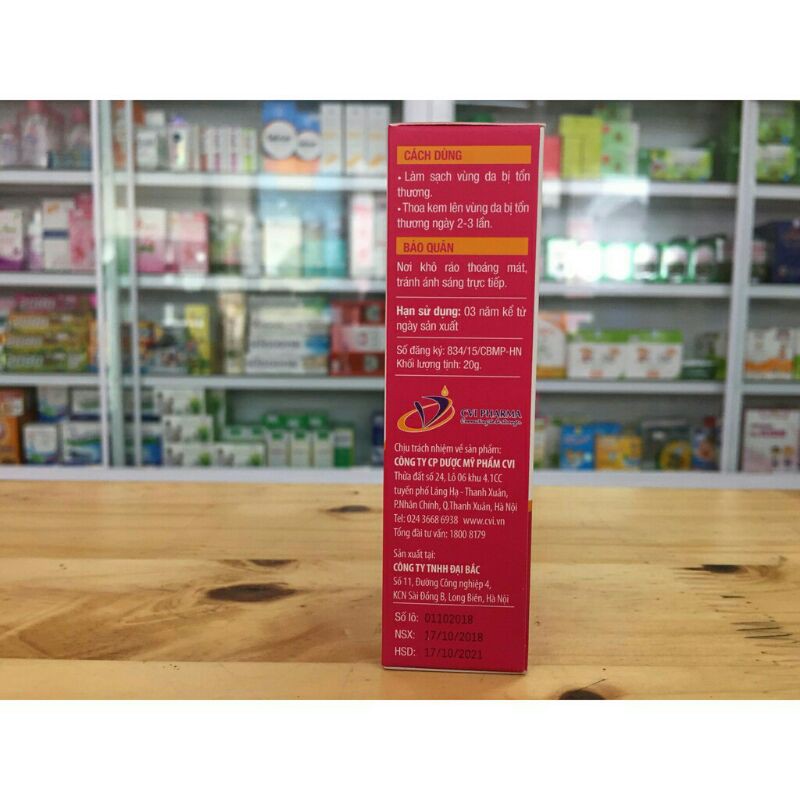 CÁCH DÙNG
• Làm sạch vùng da bị tổn
thương.
• Thoa kem lên vùng da bị tổn
thương ngày 2-3 lần.
BẢO QUẢN
Nơi khô ráo thoáng mát,
tránh ánh sáng trực tiếp.
Hạn sử dụng: 03 năm kể từ
ngày sản xuất
Số đăng ký: 834/15/CBMP-HN
Khối lượng tịnh: 20g.
CVI PHARMA
Chịu trách nhiệm về sản phẩm:
CÔNG TY CP DƯỢC MỸ PHẨM CVI
Thửa đất số 24, Lô 06 khu 4.1CC
tuyến phố Láng Hạ - Thanh Xuân,
P.Nhân Chính, Q.Thanh Xuân, Hà Nội
Tel: 024 3668 6938 www.cvi.vn
Tổng đài tư vấn: 1800 8179
Sản xuất tại:
CÔNG TY TNHH ĐẠI BẮC
Số 11, Đường Công nghiệp 4,
KCN Sài Đồng B, Long Biên, Hà Nội
Số lô: 01102018
NSX: 17/10/2018
HSD: 17/10/2021